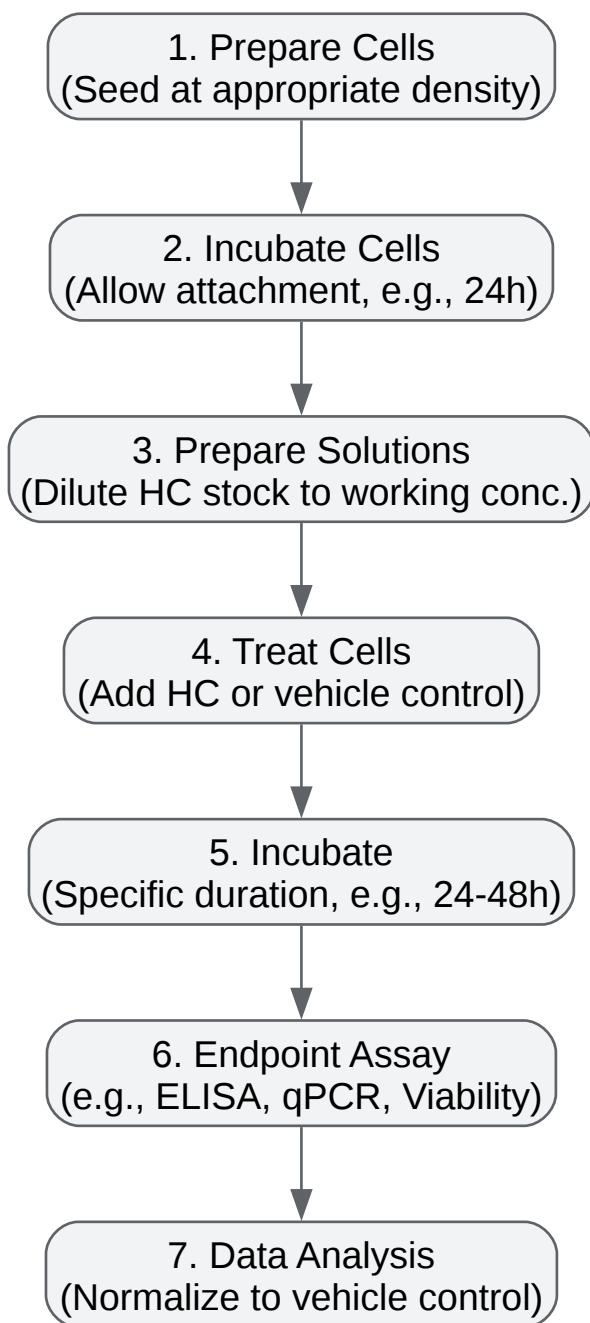 1. Prepare Cells
(Seed at appropriate density)
2. Incubate Cells
(Allow attachment, e.g., 24h)
3. Prepare Solutions
(Dilute HC stock to working conc.)
4. Treat Cells
(Add HC or vehicle control)
5. Incubate
(Specific duration, e.g., 24-48h)
6. Endpoint Assay
(e.g., ELISA, qPCR, Viability)
7. Data Analysis
(Normalize to vehicle control)